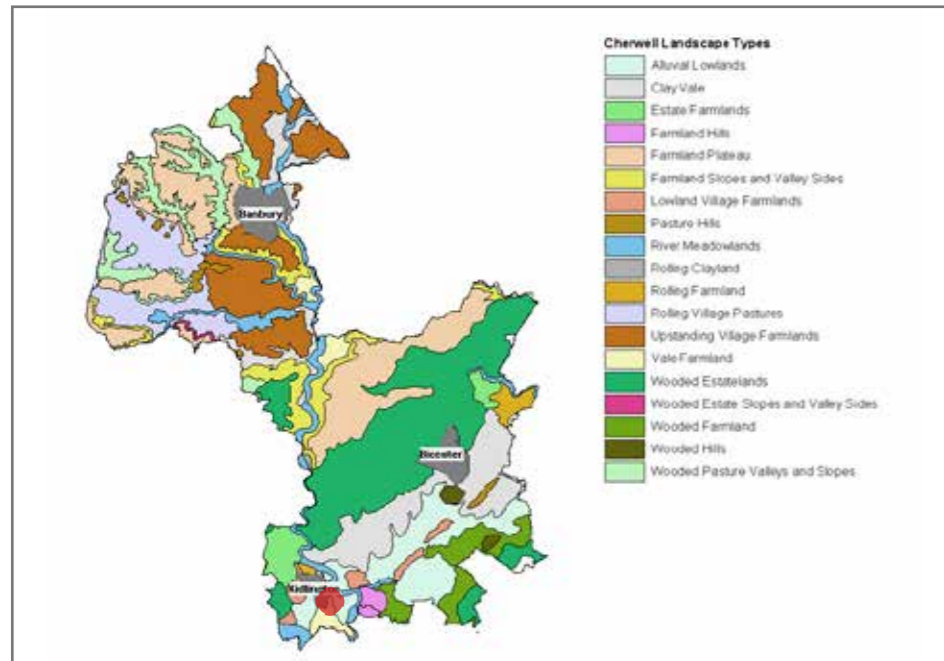 Cherwell Landscape Types
Alluvial Lowlands
Clay Vale
Estate Farmlands
Farmland Hills
Farmland Plateau
Farmland Slopes and Valley Sides
Lowland Village Farmlands
Pasture Hills
River Meadowlands
Rolling Clayland
Rolling Farmland
Rolling Village Pastures
Upstanding Village Farmlands
Vale Farmland
Wooded Estatelands
Wooded Estate Slopes and Valley Sides
Wooded Farmland
Wooded Hills
Wooded Pasture Valleys and Slopes
Banbury
Bicester
Kidlington